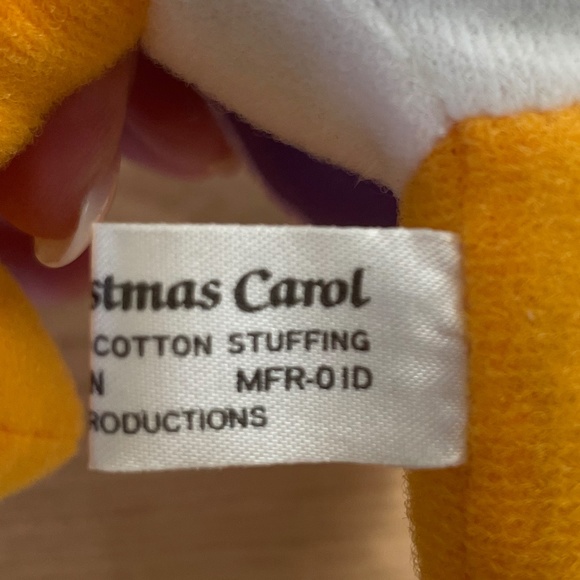 stmas Carol
COTTON STUFFING
N MFR-01D
RODUCTIONS